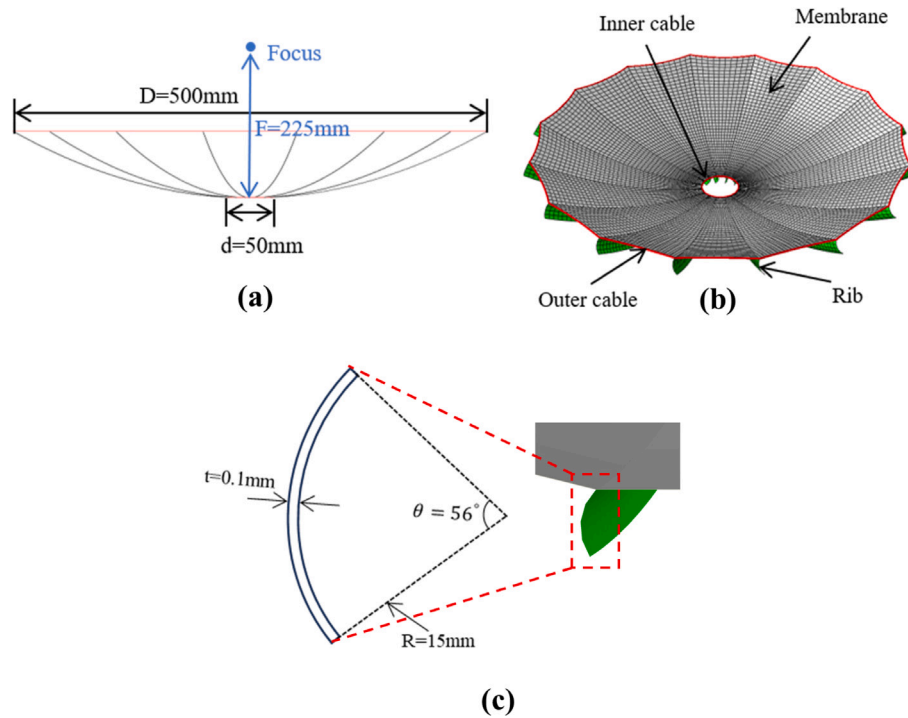 Focus
D=500mm
F=225mm
d=50mm
(a)
Inner cable
Membrane
Outer cable
Rib
(b)
t=0.1mm
θ = 56°
R=15mm
(c)